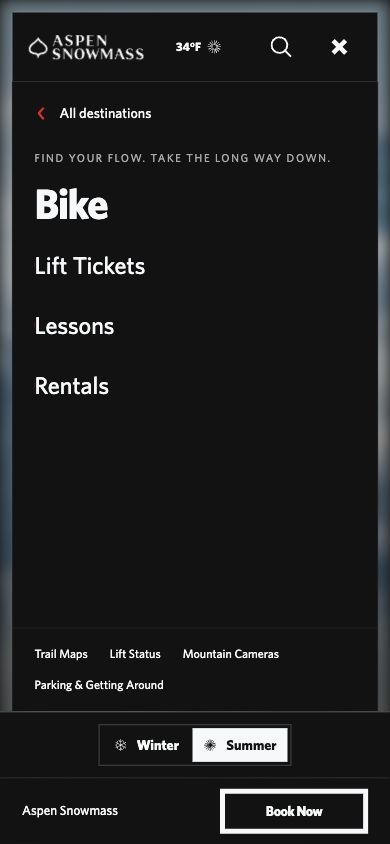 ASPEN
SNOWMASS
34°F
All destinations
FIND YOUR FLOW. TAKE THE LONG WAY DOWN.
Bike
Lift Tickets
Lessons
Rentals
Trail Maps Lift Status Mountain Cameras
Parking & Getting Around
Winter Summer
Aspen Snowmass Book Now